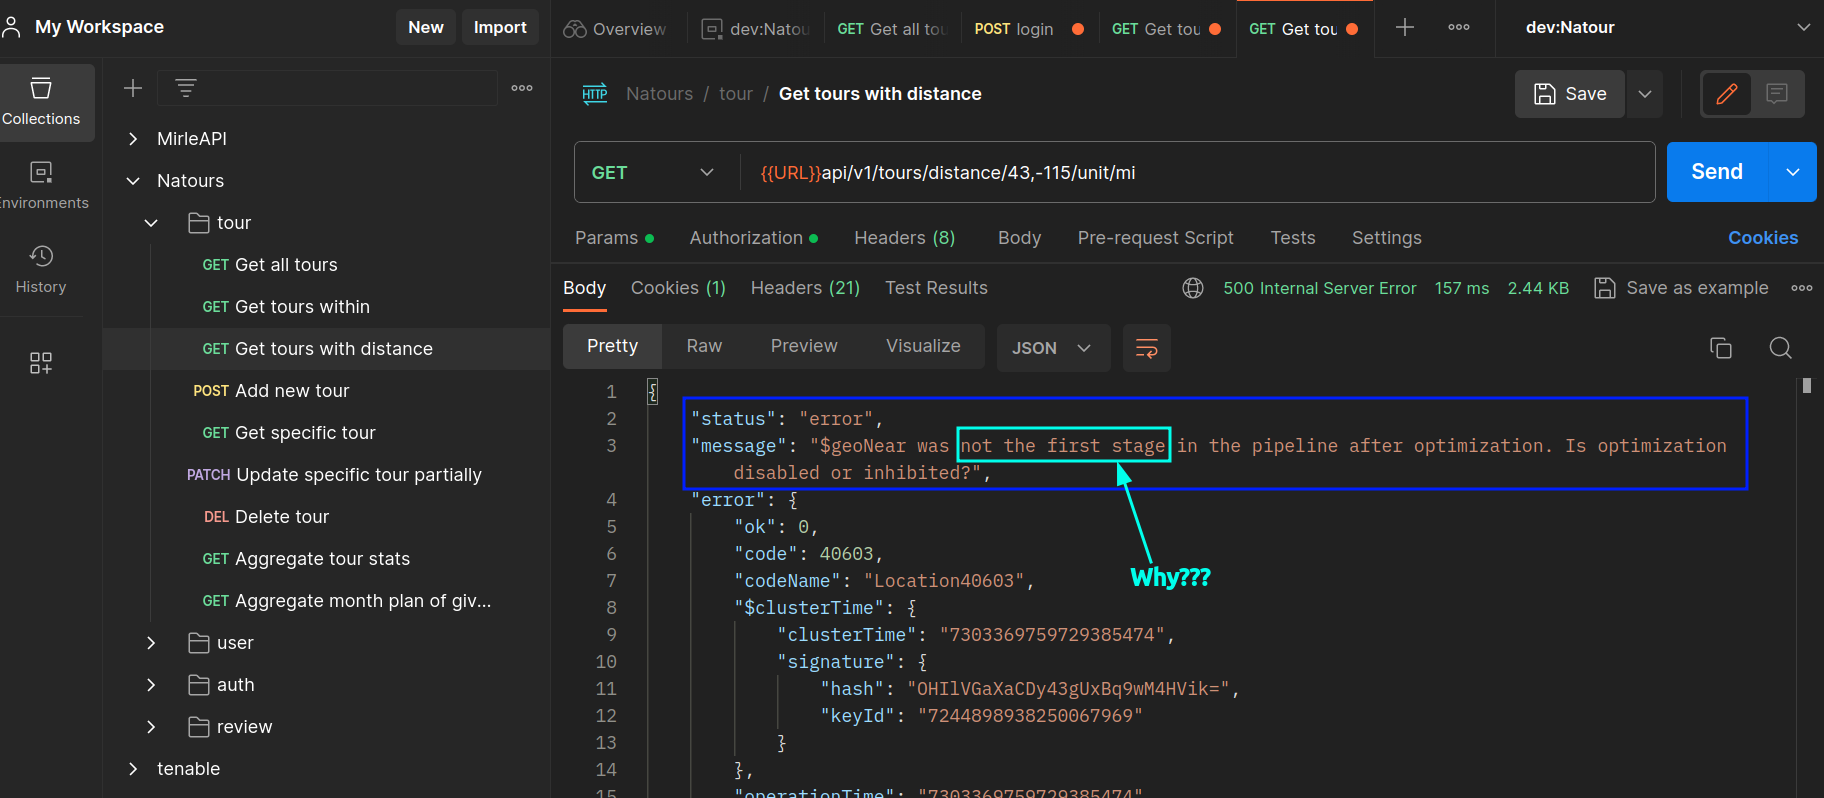 My Workspace
New
Import
Overview
dev:Natou
GET Get all tou
POST login
GET Get tou
GET Get tou
dev:Natour
Collections
HTTP
Natours / tour / Get tours with distance
Save
MirleAPI
Natours
GET
{{URL}}api/v1/tours/distance/43,-115/unit/mi
Send
Environments
tour
Params
Authorization
Headers (8)
Body
Pre-request Script
Tests
Settings
Cookies
History
GET Get all tours
GET Get tours within
GET Get tours with distance
POST Add new tour
GET Get specific tour
PATCH Update specific tour partially
DEL Delete tour
GET Aggregate tour stats
GET Aggregate month plan of giv...
user
auth
review
tenable
Body
Cookies (1)
Headers (21)
Test Results
500 Internal Server Error
157 ms
2.44 KB
Save as example
Pretty
Raw
Preview
Visualize
JSON
1 {
2 "status": "error",
3 "message": "$geoNear was not the first stage in the pipeline after optimization. Is optimization
disabled or inhibited?",
4 "error": {
5 "ok": 0,
6 "code": 40603,
7 "codeName": "Location40603",
Why???
8 "$clusterTime": {
9 "clusterTime": "7303369759729385474",
10 "signature": {
11 "hash": "OHIlVGaXaCDy43gUxBq9wM4HVik=",
12 "keyId": "7244898938250067969"
13 }
14 },
15 "operationTime": "7303369759729385474"